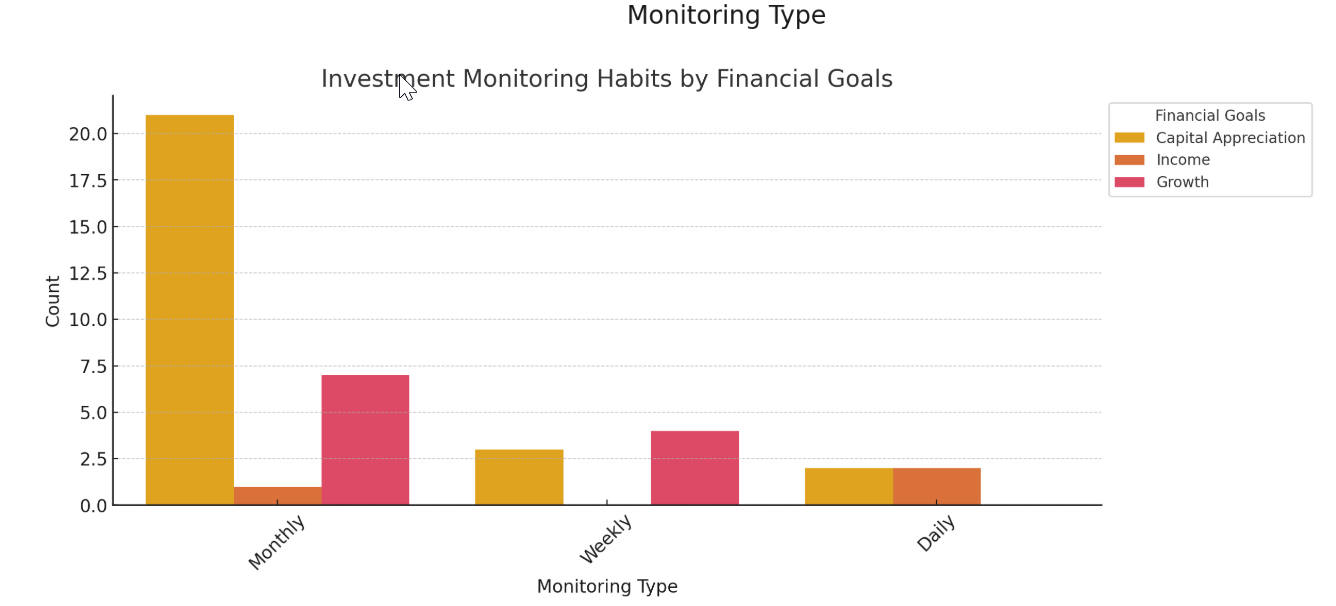 Monitoring Type
Investment Monitoring Habits by Financial Goals
Financial Goals
Capital Appreciation
Income
Growth
Count
20.0
17.5
15.0
12.5
10.0
7.5
5.0
2.5
0.0
Monthly
Weekly
Daily
Monitoring Type